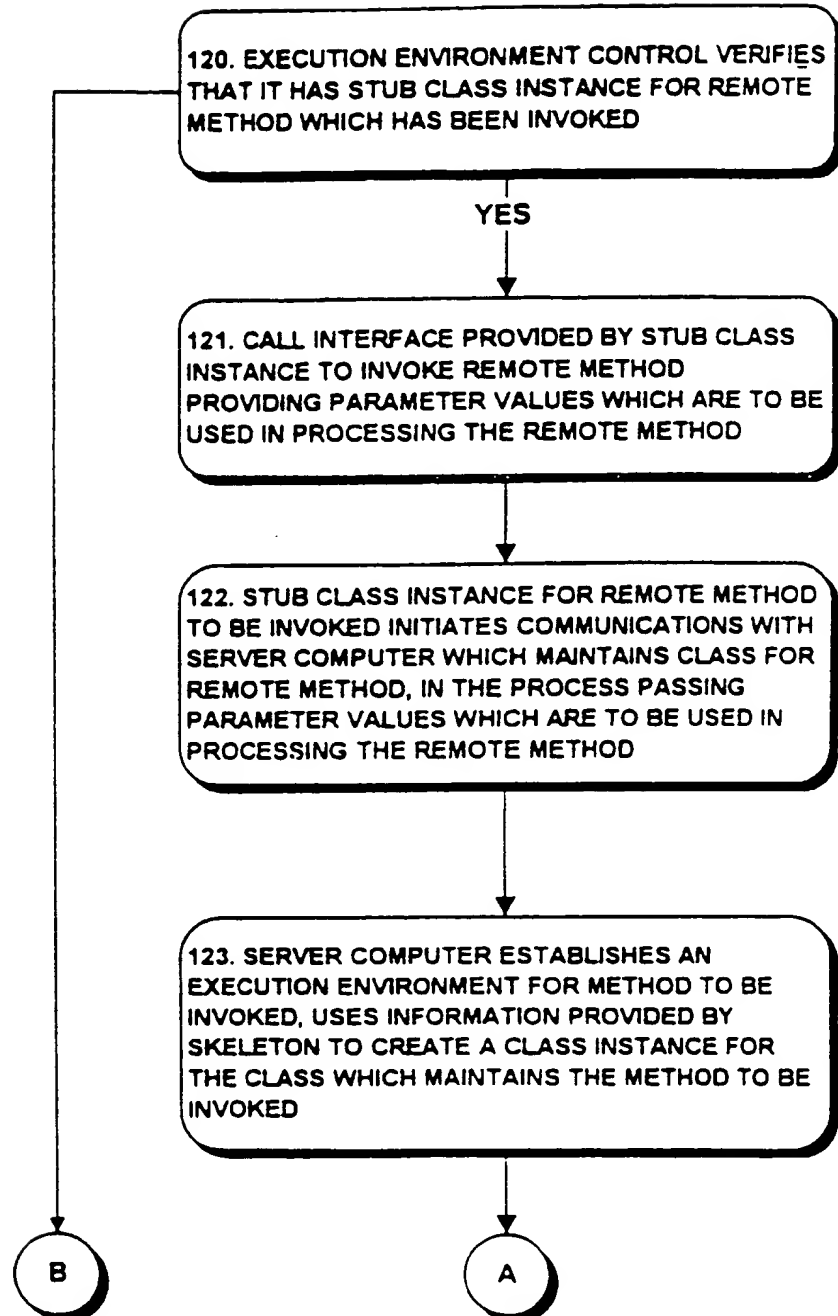 120. EXECUTION ENVIRONMENT CONTROL VERIFIES
THAT IT HAS STUB CLASS INSTANCE FOR REMOTE
METHOD WHICH HAS BEEN INVOKED
YES
121. CALL INTERFACE PROVIDED BY STUB CLASS
INSTANCE TO INVOKE REMOTE METHOD
PROVIDING PARAMETER VALUES WHICH ARE TO BE
USED IN PROCESSING THE REMOTE METHOD
122. STUB CLASS INSTANCE FOR REMOTE METHOD
TO BE INVOKED INITIATES COMMUNICATIONS WITH
SERVER COMPUTER WHICH MAINTAINS CLASS FOR
REMOTE METHOD, IN THE PROCESS PASSING
PARAMETER VALUES WHICH ARE TO BE USED IN
PROCESSING THE REMOTE METHOD
123. SERVER COMPUTER ESTABLISHES AN
EXECUTION ENVIRONMENT FOR METHOD TO BE
INVOKED, USES INFORMATION PROVIDED BY
SKELETON TO CREATE A CLASS INSTANCE FOR
THE CLASS WHICH MAINTAINS THE METHOD TO BE
INVOKED
B
A